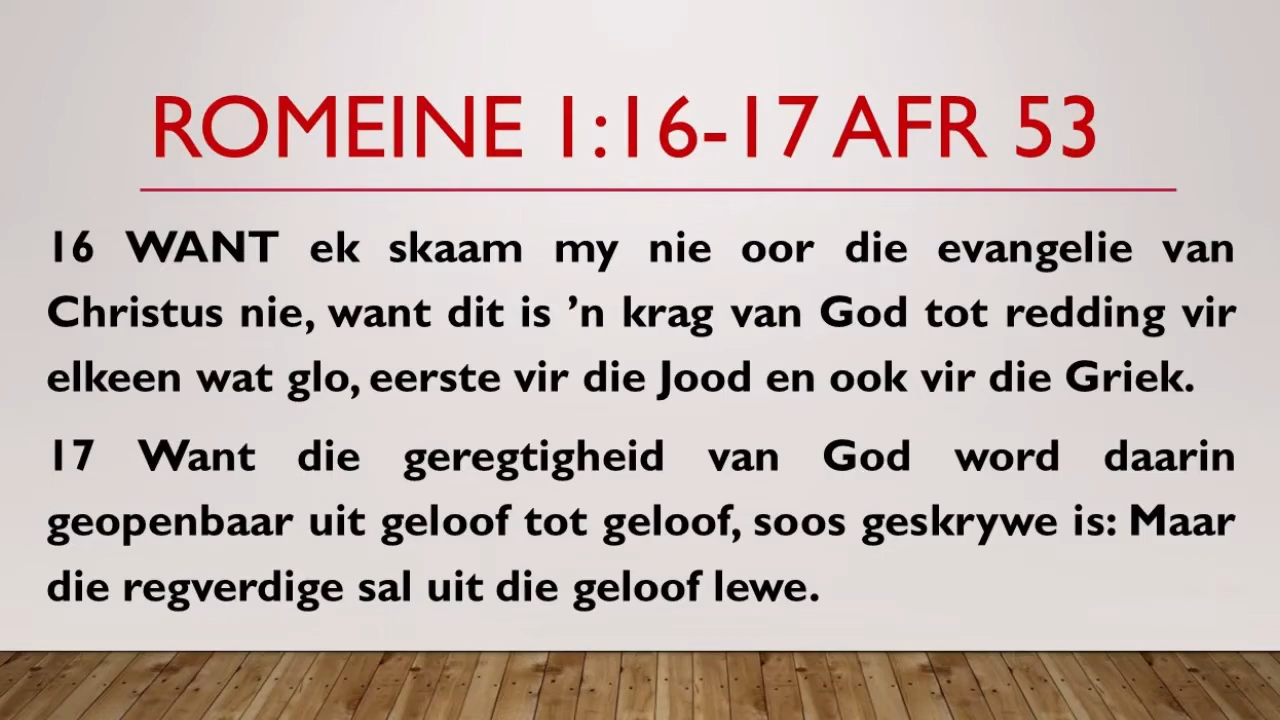 ROMEINE 1:16-17 AFR 53
16 WANT ek skaam my nie oor die evangelie van
Christus nie, want dit is ’n krag van God tot redding vir
elkeen wat glo, eerste vir die Jood en ook vir die Griek.
17 Want die geregtigheid van God word daarin
geopenbaar uit geloof tot geloof, soos geskrywe is: Maar
die regverdige sal uit die geloof lewe.